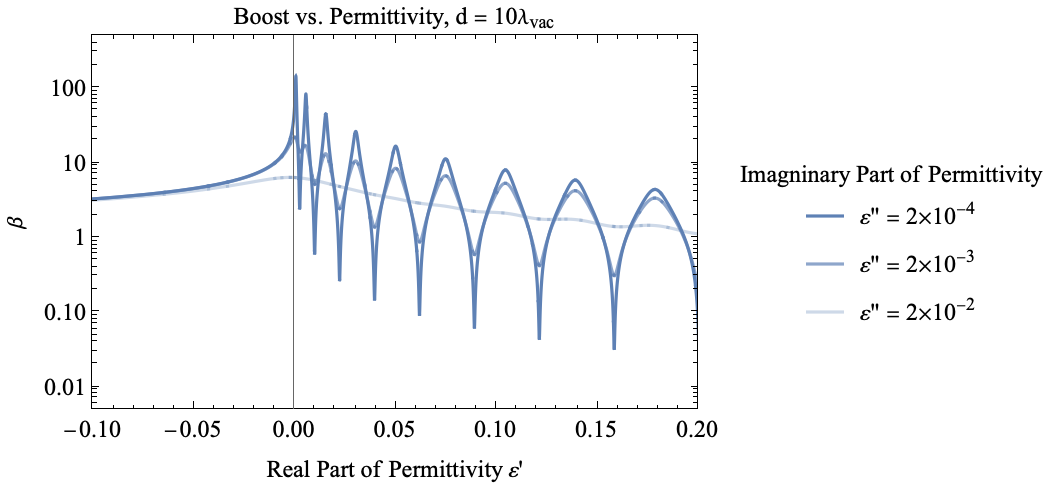 Boost vs. Permittivity, d = 10λvac
100
10
1
0.10
0.01
β
−0.10
−0.05
0.00
0.05
0.10
0.15
0.20
Real Part of Permittivity ε'
Imagninary Part of Permittivity
ε'' = 2×10⁻⁴
ε'' = 2×10⁻³
ε'' = 2×10⁻²